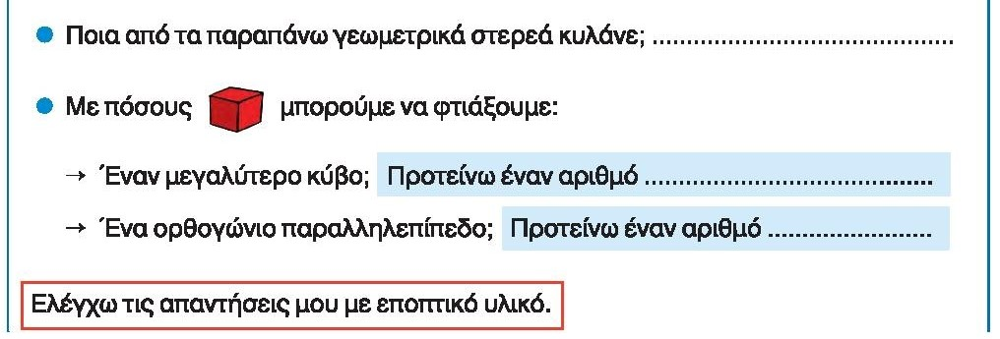 ● Ποια από τα παραπάνω γεωμετρικά στερεά κυλάνε; ............................................
● Με πόσους μπορούμε να φτιάξουμε:
→ Έναν μεγαλύτερο κύβο; Προτείνω έναν αριθμό ..........................................
→ Ένα ορθογώνιο παραλληλεπίπεδο; Προτείνω έναν αριθμό ........................
Ελέγχω τις απαντήσεις μου με εποπτικό υλικό.